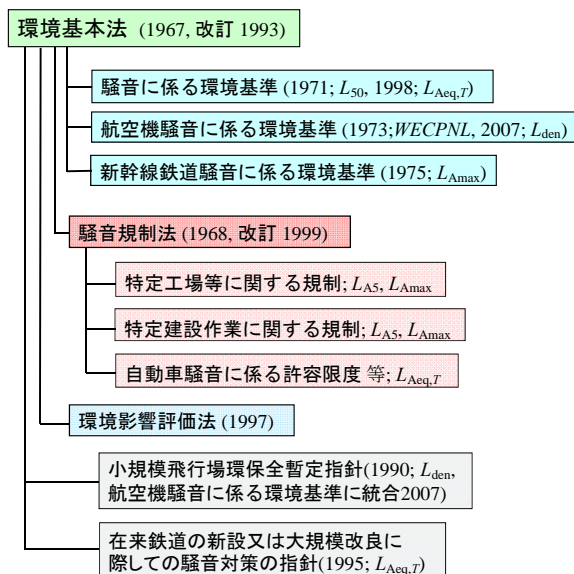 環境基本法 (1967, 改訂 1993)
騒音に係る環境基準 (1971; L50, 1998; LAeq,T)
航空機騒音に係る環境基準 (1973;WECPNL, 2007; Lden)
新幹線鉄道騒音に係る環境基準 (1975; LAmax)
騒音規制法 (1968, 改訂 1999)
特定工場等に関する規制; LA5, LAmax
特定建設作業に関する規制; LA5, LAmax
自動車騒音に係る許容限度 等; LAeq,T
環境影響評価法 (1997)
小規模飛行場環保全暫定指針(1990; Lden,
航空機騒音に係る環境基準に統合2007)
在来鉄道の新設又は大規模改良に
際しての騒音対策の指針(1995; LAeq,T)